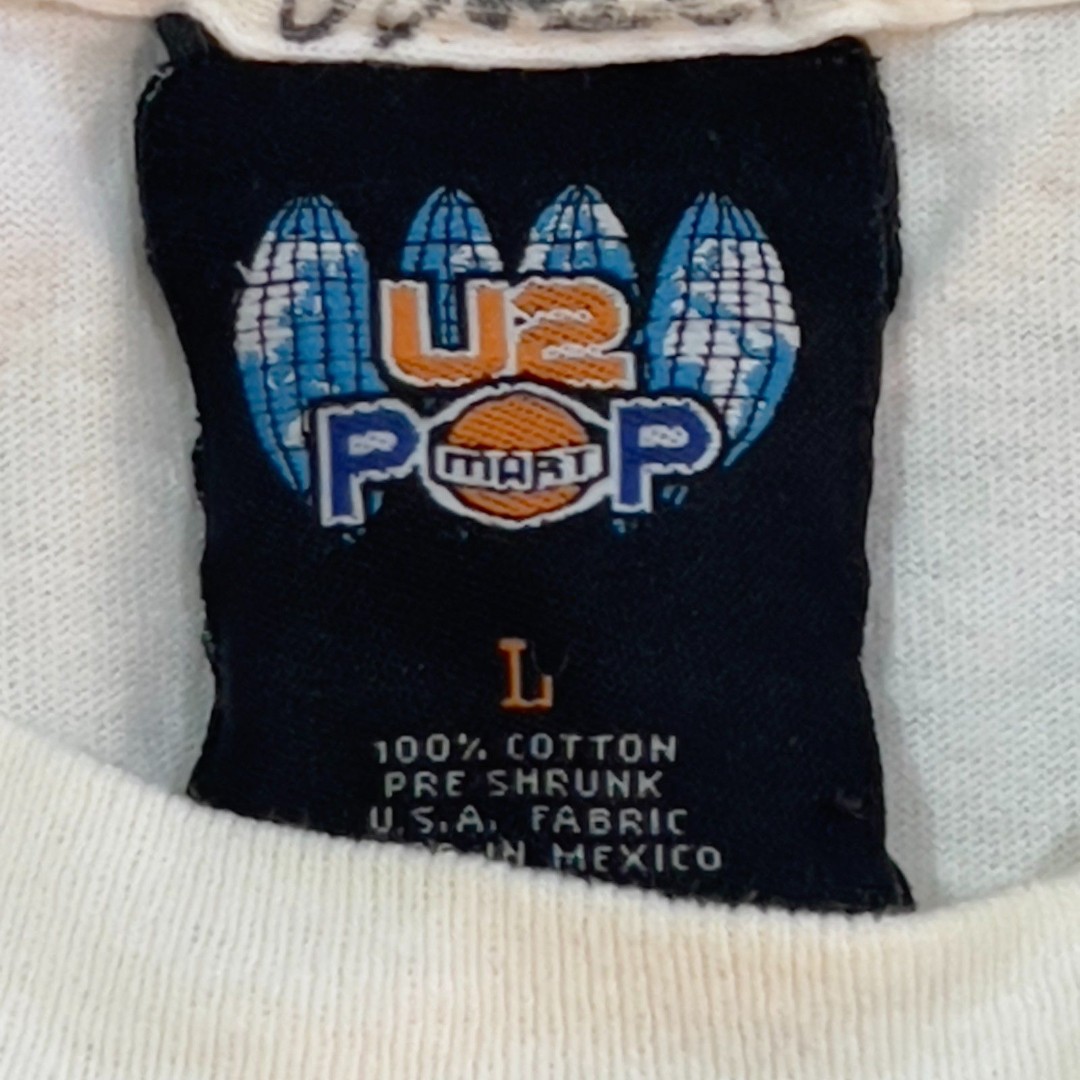 U2
POP
MART
L
100% COTTON
PRE SHRUNK
U.S.A. FABRIC
IN MEXICO